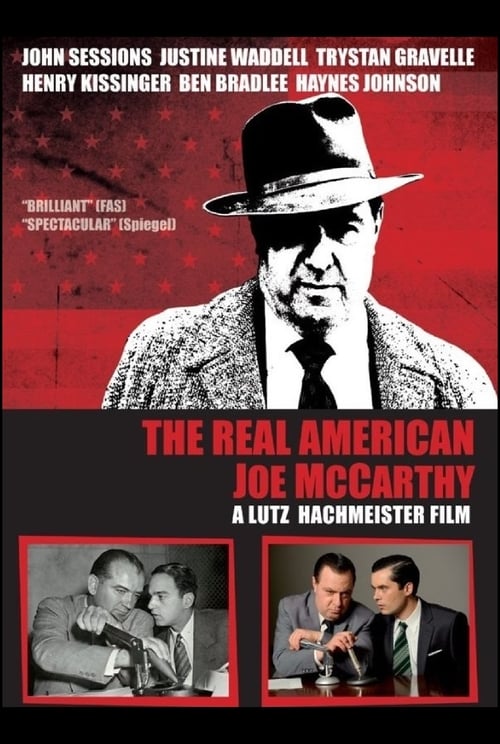 JOHN SESSIONS JUSTINE WADDELL TRYSTAN GRAVELLE
HENRY KISSINGER BEN BRADLEE HAYNES JOHNSON
“BRILLIANT” (FAS)
“SPECTACULAR” (Spiegel)
THE REAL AMERICAN
JOE McCARTHY
A LUTZ HACHMEISTER FILM